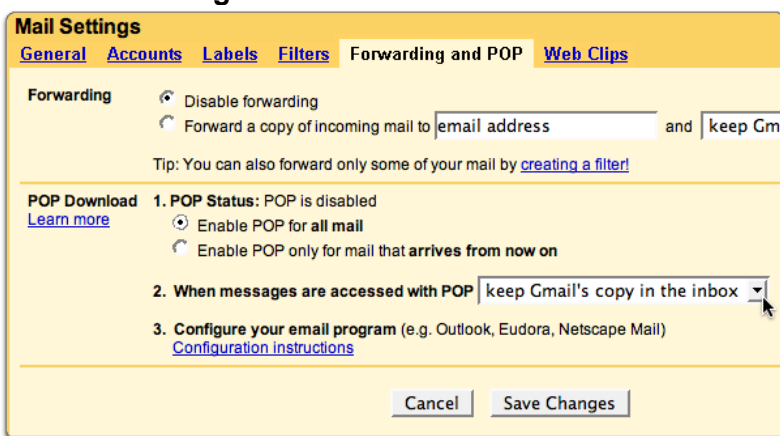 Mail Settings
General Accounts Labels Filters Forwarding and POP Web Clips
Forwarding Disable forwarding
Forward a copy of incoming mail to email address and keep Gm
Tip: You can also forward only some of your mail by creating a filter!
POP Download 1. POP Status: POP is disabled
Learn more Enable POP for all mail
Enable POP only for mail that arrives from now on
2. When messages are accessed with POP keep Gmail's copy in the inbox
3. Configure your email program (e.g. Outlook, Eudora, Netscape Mail)
Configuration instructions
Cancel Save Changes